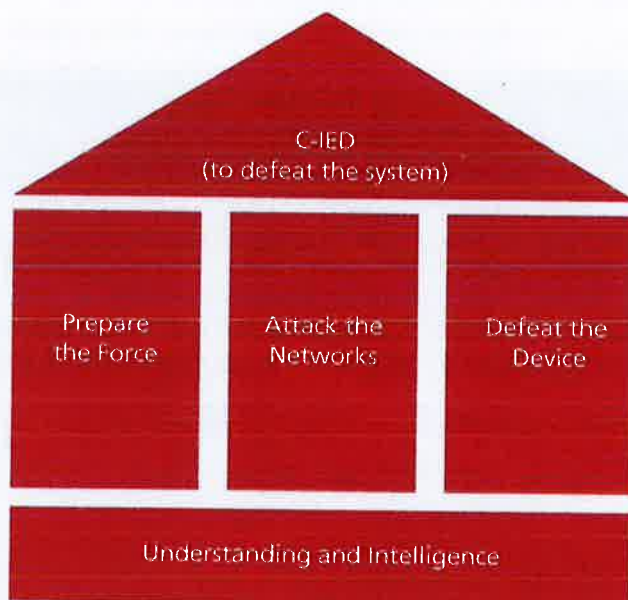 C-IED
(to defeat the system)
Prepare
the Force
Attack the
Networks
Defeat the
Device
Understanding and Intelligence